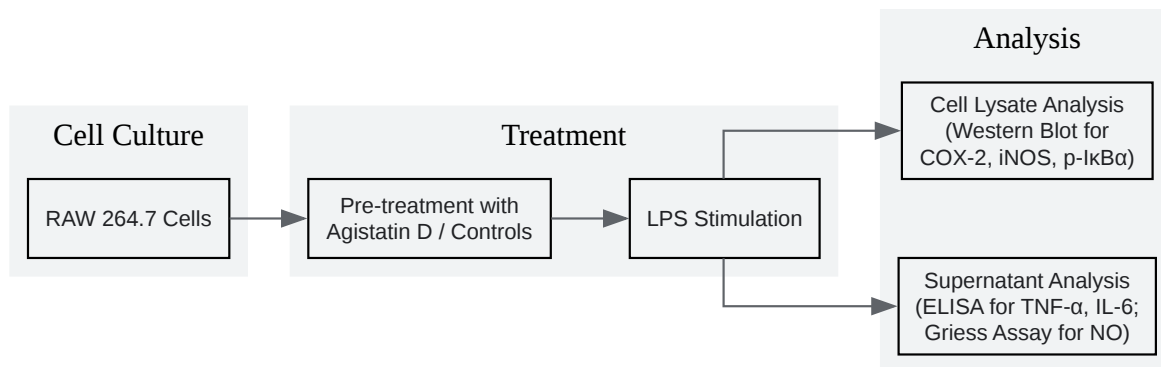 Cell Culture
RAW 264.7 Cells
Treatment
Pre-treatment with
Agistatin D / Controls
LPS Stimulation
Analysis
Cell Lysate Analysis
(Western Blot for
COX-2, iNOS, p-IκBα)
Supernatant Analysis
(ELISA for TNF-α, IL-6;
Griess Assay for NO)